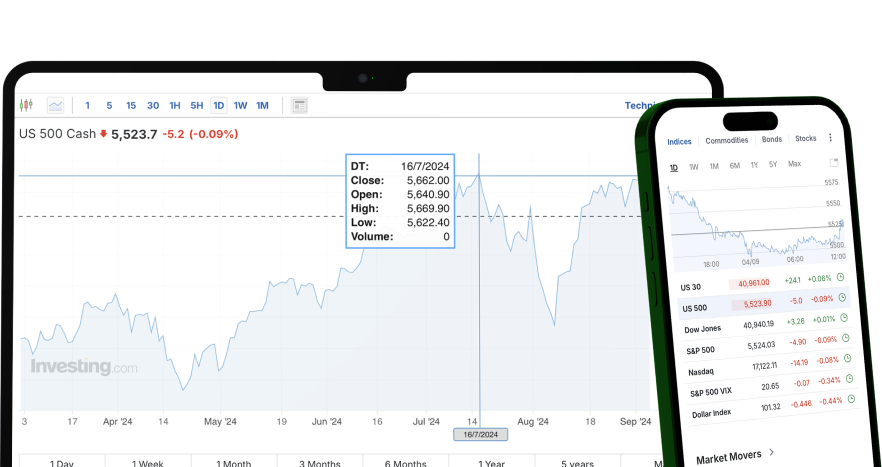 1 5 15 30 1H 5H 1D 1W 1M
US 500 Cash 5,523.7 -5.2 (-0.09%)
DT: 16/7/2024
Close: 5,662.00
Open: 5,640.90
High: 5,669.90
Low: 5,622.40
Volume: 0
Investing.com
3 17 Apr '24 14 May '24 19 Jun '24 16 Jul '24 14 Aug '24 18 Sep '24
16/7/2024
1 Day 1 Week 1 Month 3 Months 6 Months 1 Year 5 years
Indices Commodities Bonds Stocks
1D 1W 1M 6M 1Y 5Y Max
5575
5550
5525
5500
18:00 04/09 06:00 12:00
US 30 40,961.00 +24.1 +0.06%
US 500 5,523.90 -5.0 -0.09%
Dow Jones 40,940.19 +3.26 +0.01%
S&P 500 5,524.03 -4.90 -0.09%
Nasdaq 17,122.11 -14.19 -0.08%
S&P 500 VIX 20.65 -0.07 -0.34%
Dollar Index 101.32 -0.446 -0.44%
Market Movers